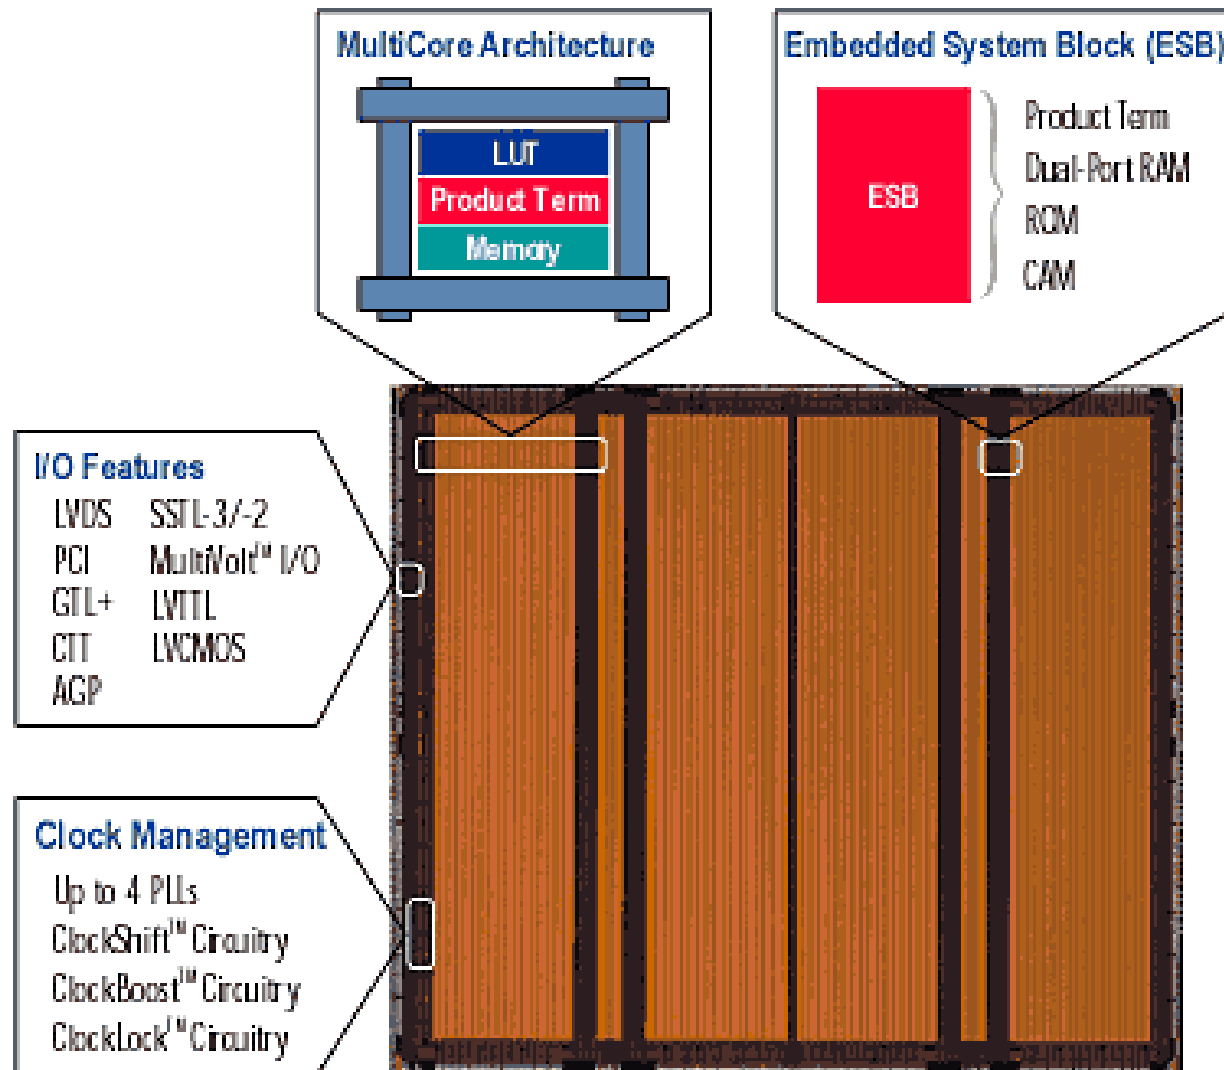 MultiCore Architecture
LUT
Product Term
Memory
Embedded System Block (ESB)
ESB
Product Term
Dual-Port RAM
ROM
CAM
I/O Features
LVDS SSTL-3/-2
PCI MultiVolt™ I/O
GTL+ LVTTL
CTT LVCMOS
AGP
Clock Management
Up to 4 PLLs
ClockShift™ Circuitry
ClockBoost™ Circuitry
ClockLock™ Circuitry